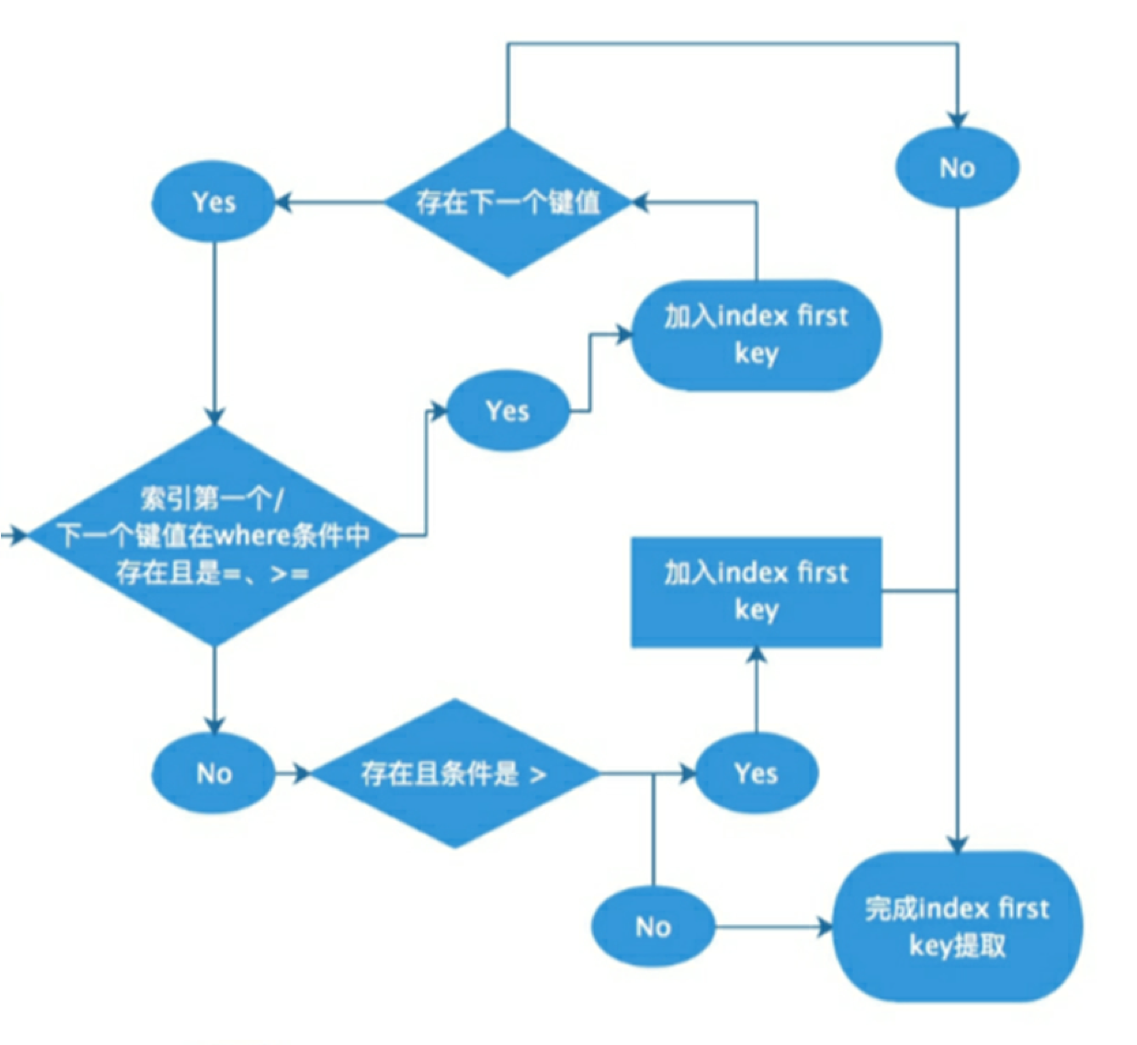 No
Yes
存在下一个键值
加入index first
key
Yes
索引第一个/
下一个键值在where条件中
存在且是=、>=
加入index first
key
No
存在且条件是 >
Yes
No
完成index first
key提取